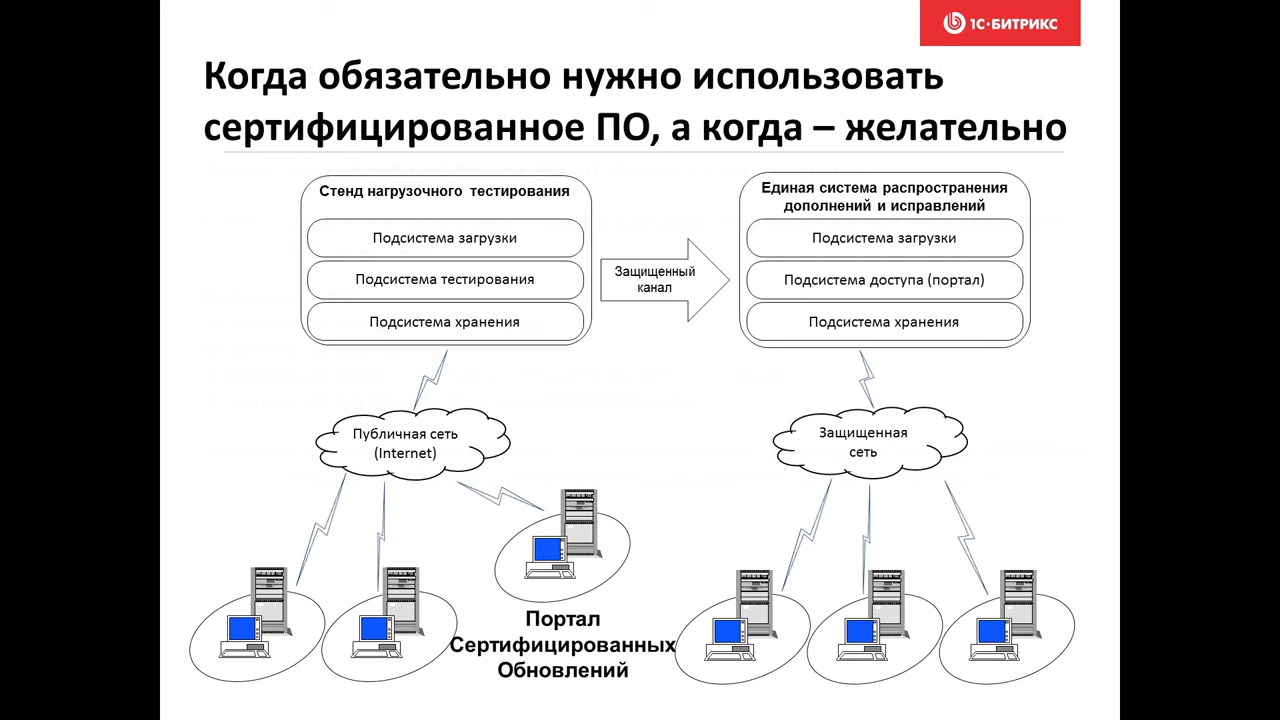 1С·БИТРИКС
Когда обязательно нужно использовать
сертифицированное ПО, а когда – желательно
Стенд нагрузочного тестирования
Подсистема загрузки
Подсистема тестирования
Подсистема хранения
Защищенный
канал
Единая система распространения
дополнений и исправлений
Подсистема загрузки
Подсистема доступа (портал)
Подсистема хранения
Публичная сеть
(Internet)
Защищенная
сеть
Портал
Сертифицированных
Обновлений